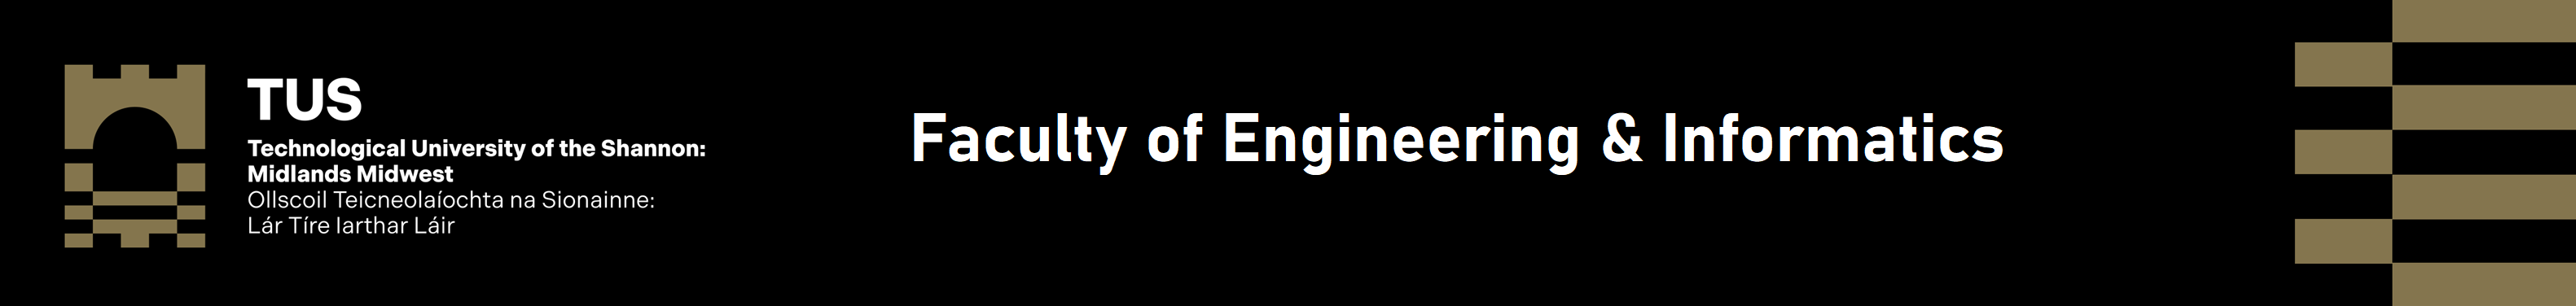 TUS
Technological University of the Shannon:
Midlands Midwest
Ollscoil Teicneolaíochta na Sionainne:
Lár Tíre Iarthar Láir
Faculty of Engineering & Informatics